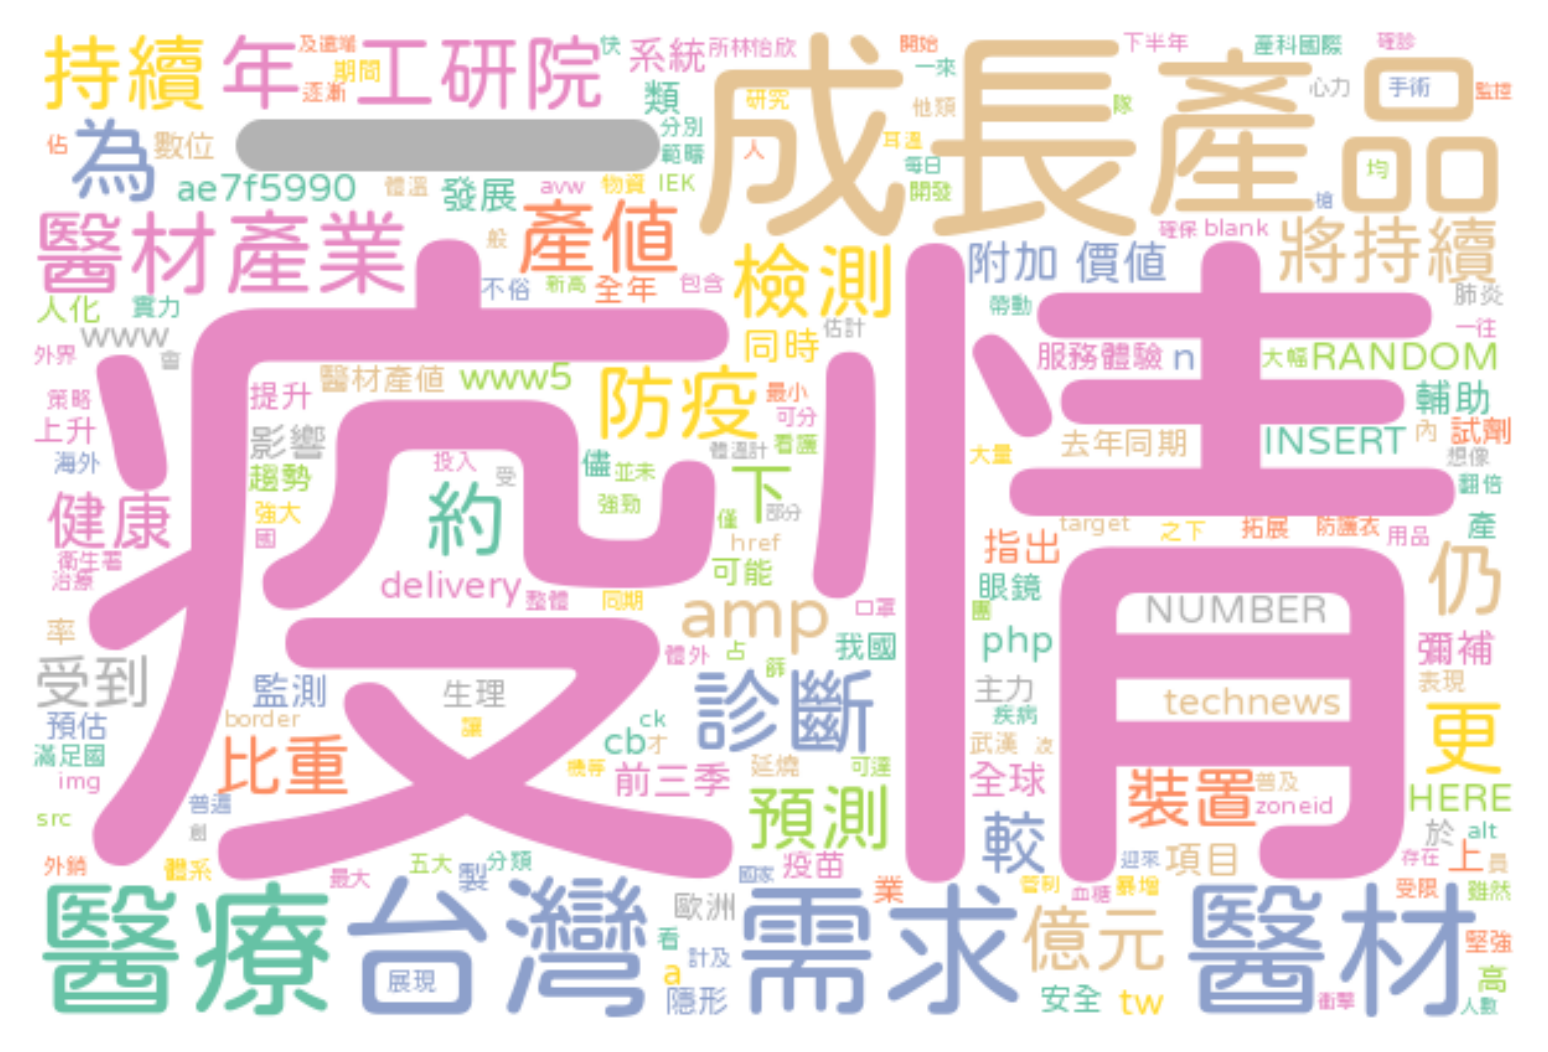 持續 年 及遠端 工研院 快 系統 所林怡欣 成長產品 開始 下半年 產科國際 確診
期間 逐漸 類 研究 一來 他類 隊 心力 手術 監控
佔 為 數位 一 分別 範疇 人 耳溫 每日 均
ae7f5990 體溫 發展 avw 物資 IEK 開發 槍
醫材產業 般 產值 檢測 附加 價值 確保 blank 將持續
人化 實力 不俗 新高 全年 包含 疫情 帶動 肺炎
www 會 同時 估計 一往
外界 醫材產值 www5 防疫 最小 服務體驗 n 大幅 RANDOM
策略 提升 可分 輔助
上升 影響 看護 去年同期 INSERT 內 試劑
海外 趨勢 投入 受 儘 並未 體溫計 下 大量 想像 翻倍
健康 強大 約 強勁 僅 部分 target 之下 拓展 防護衣 用品 產
國 href 指出 仍
衛生署 治療 delivery 整體 同期 可能 眼鏡
率 amp 口罩 團 NUMBER
受到 體外 占 篩 我國 php 彌補
監測 生理 診斷 主力 technews 表現
預估 border 讓 ck 疾病 更
滿足國 比重 cb 才 武漢 凌
img 機等 前三季 延燒 可達 全球 裝置 普及
src 普遍 創 預測 zoneid HERE
較 於 alt
外銷 體系 最大 五大 分類 製 國家 疫苗 迎來 項目 存在 上 員
醫療 台灣 歐洲 業 需求 管制 血糖 暴增 億元 醫材 受限 雖然
看 堅強
展現 a 計及 高
隱形 安全 tw 衝擊 人數